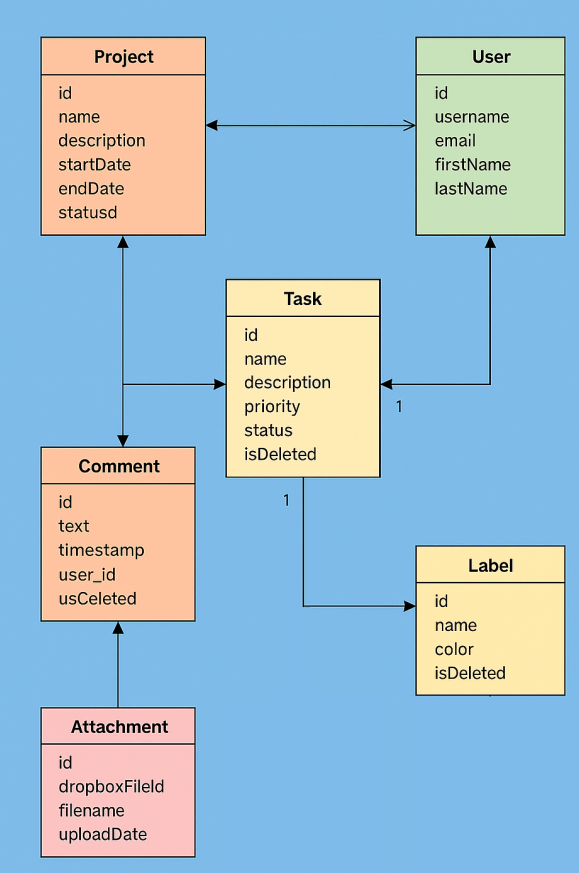 Project
id
name
description
startDate
endDate
statusd
User
id
username
email
firstName
lastName
Task
id
name
description
priority
status
isDeleted
1
1
Comment
id
text
timestamp
user_id
usCeleted
Label
id
name
color
isDeleted
Attachment
id
dropboxFileId
filename
uploadDate